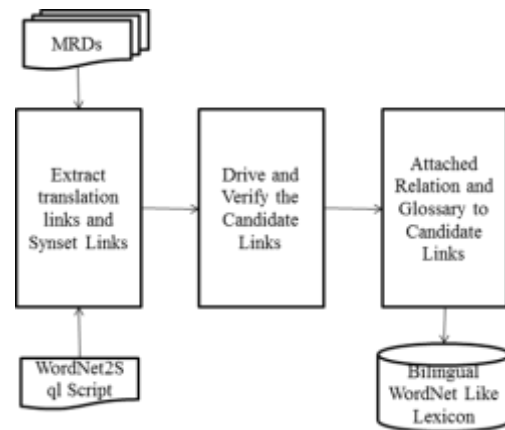 MRDs
Extract
translation
links and
Synset Links
Drive and
Verify the
Candidate
Links
Attached
Relation and
Glossary to
Candidate
Links
WordNet2S
ql Script
Bilingual
WordNet Like
Lexicon